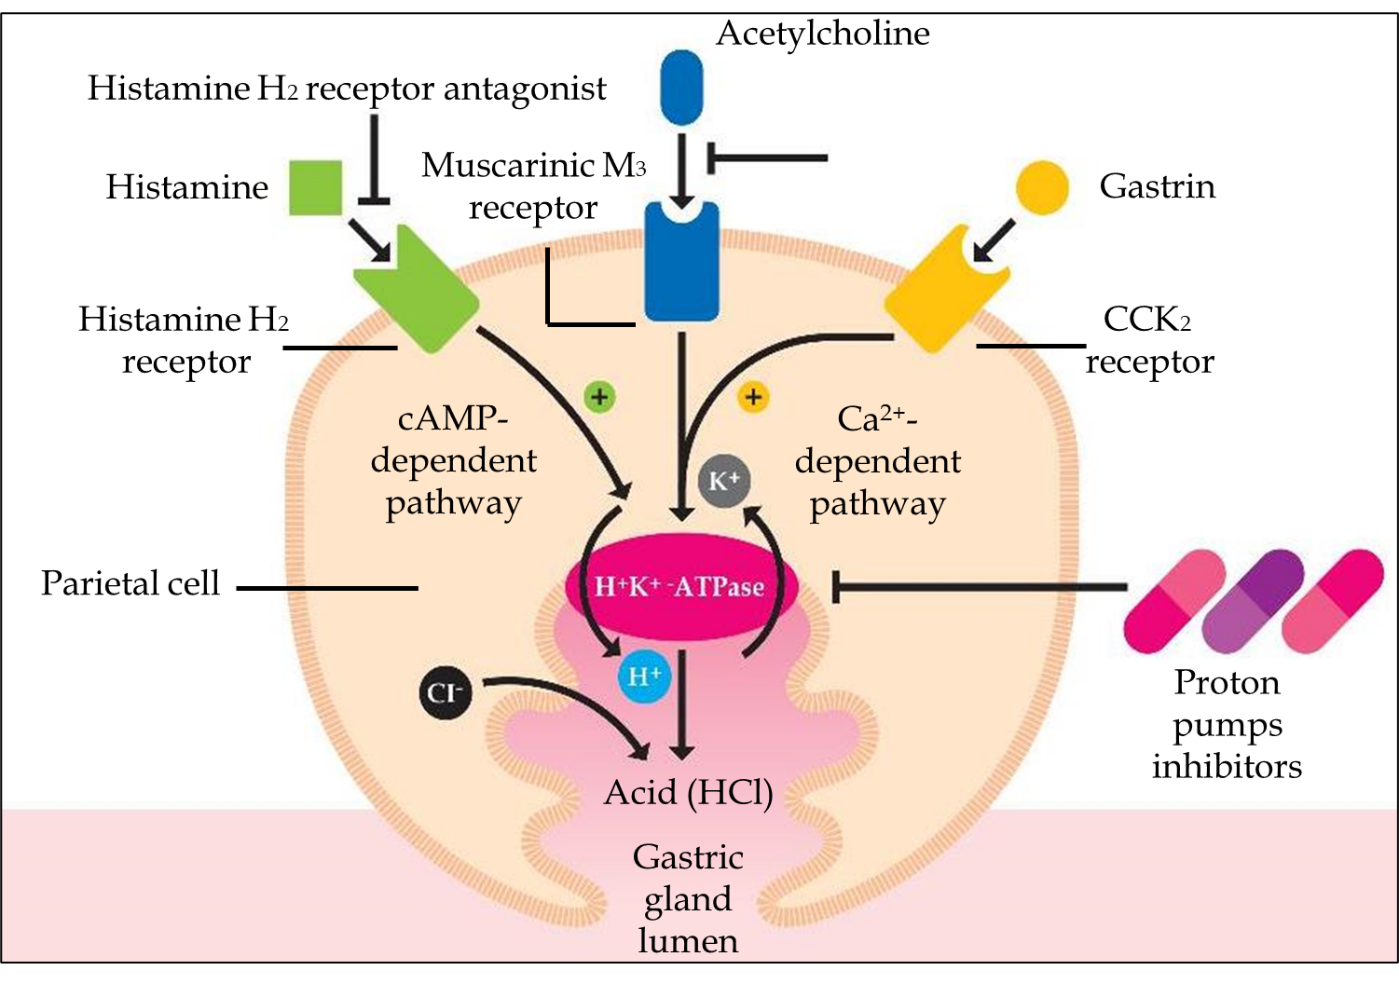 Acetylcholine
Histamine H₂ receptor antagonist
Muscarinic M₃
receptor
Histamine
Gastrin
Histamine H₂
receptor
CCK₂
receptor
+
+
cAMP-
dependent
pathway
Ca²⁺-
dependent
pathway
K⁺
H⁺K⁺ -ATPase
Parietal cell
H⁺
Cl⁻
Proton
pumps
inhibitors
Acid (HCl)
Gastric
gland
lumen